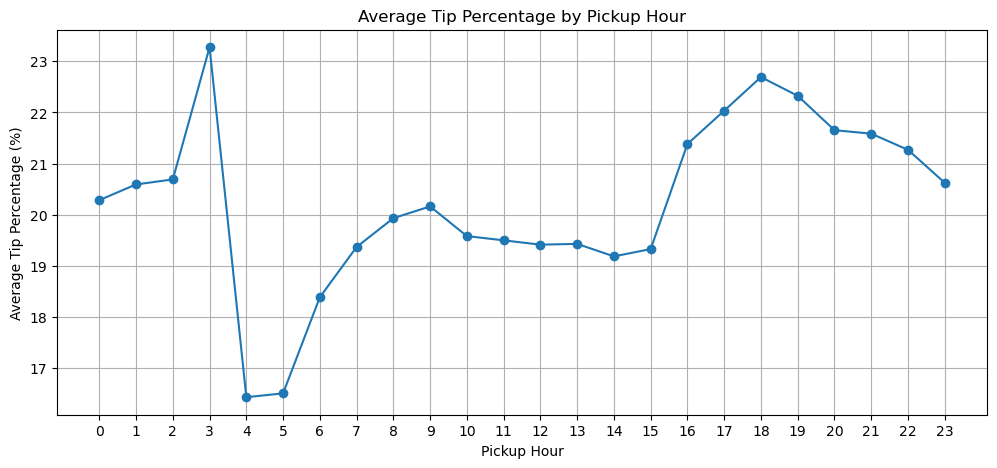 Average Tip Percentage by Pickup Hour
Average Tip Percentage (%)
23
22
21
20
19
18
17
0 1 2 3 4 5 6 7 8 9 10 11 12 13 14 15 16 17 18 19 20 21 22 23
Pickup Hour